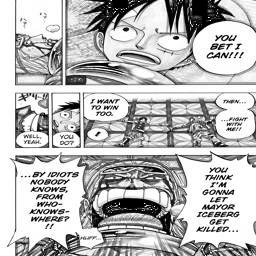 YOU
BET I
CAN!!!
THEN...
...FIGHT
WITH
ME!!
I WANT
TO WIN
TOO.
YOU
DO?
WELL,
YEAH.
YOU
THINK
I'M
GONNA
LET
MAYOR
ICEBERG
GET
KILLED...
...BY IDIOTS
NOBODY
KNOWS,
FROM
WHO-
KNOWS-
WHERE?
!!
HUFF...